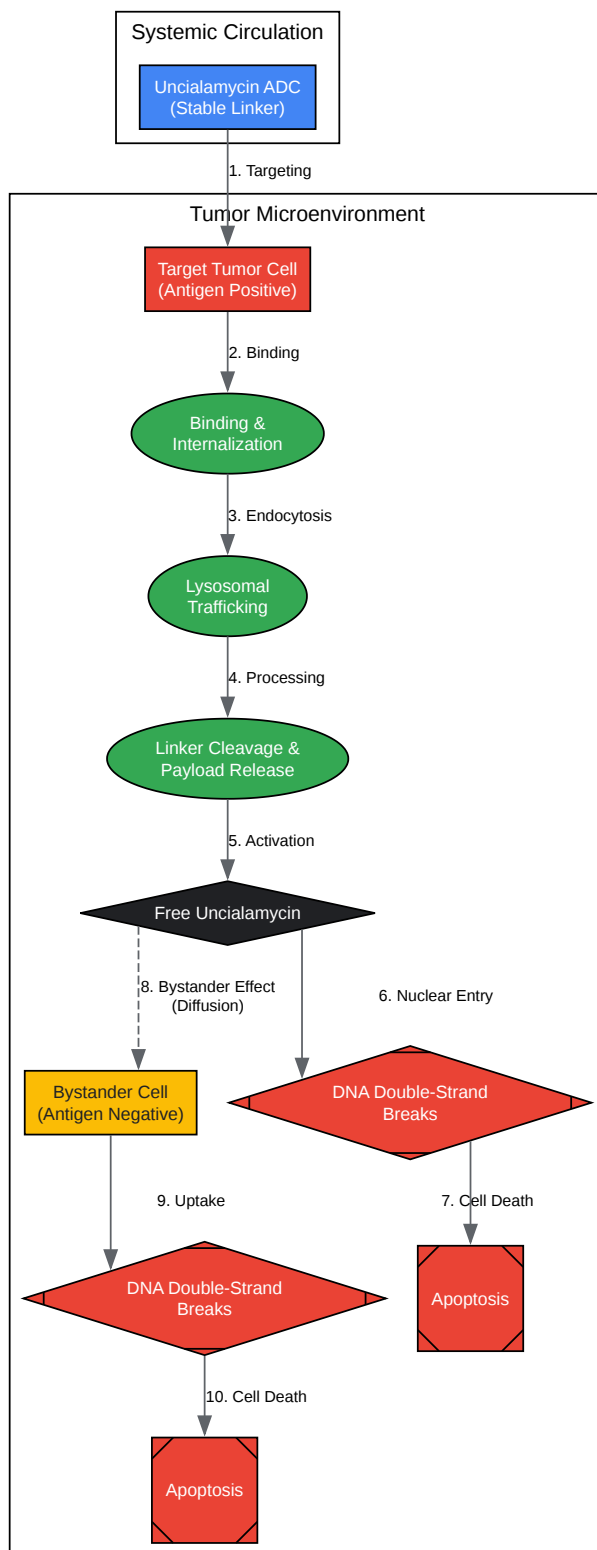 Systemic Circulation
Uncialamycin ADC
(Stable Linker)
1. Targeting
Tumor Microenvironment
Target Tumor Cell
(Antigen Positive)
2. Binding
Binding &
Internalization
3. Endocytosis
Lysosomal
Trafficking
4. Processing
Linker Cleavage &
Payload Release
5. Activation
Free Uncialamycin
8. Bystander Effect
(Diffusion)
6. Nuclear Entry
Bystander Cell
(Antigen Negative)
DNA Double-Strand
Breaks
9. Uptake
7. Cell Death
DNA Double-Strand
Breaks
Apoptosis
10. Cell Death
Apoptosis